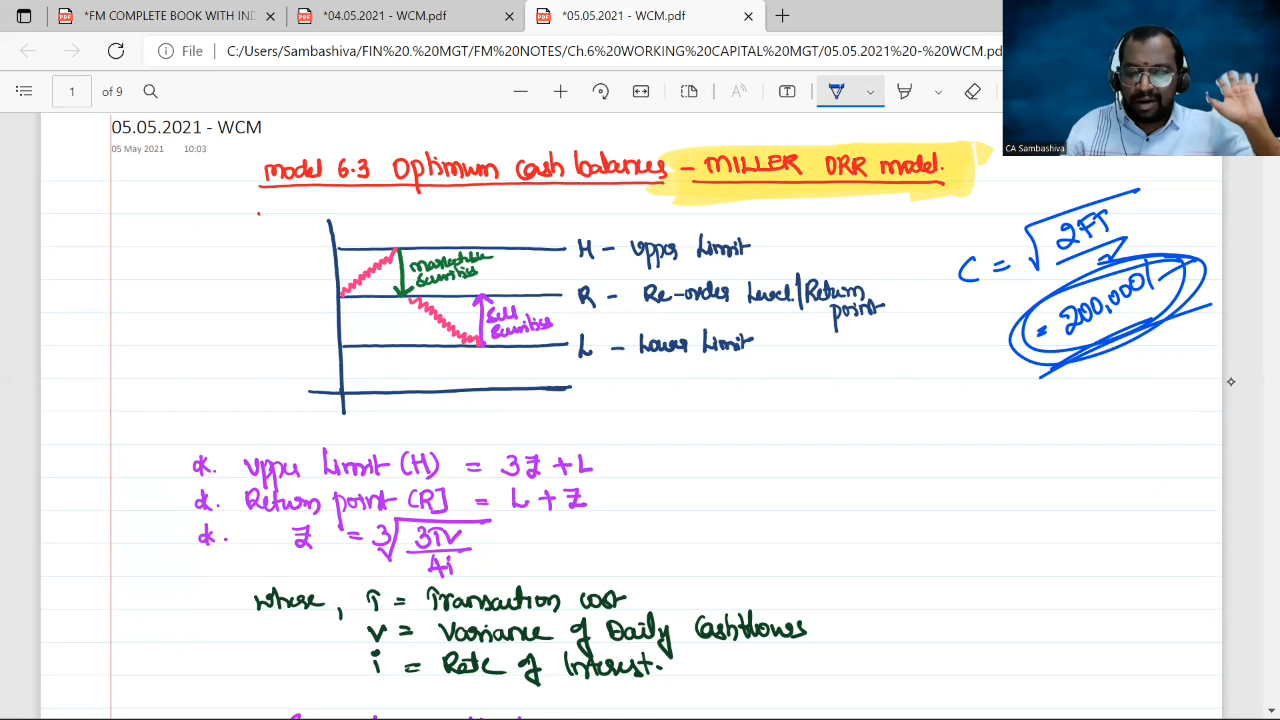 *FM COMPLETE BOOK WITH IND
*04.05.2021 - WCM.pdf
*05.05.2021 - WCM.pdf
File
C:/Users/Sambashiva/FIN%20.%20MGT/FM%20NOTES/Ch.6%20WORKING%20CAPITAL%20MGT/05.05.2021%20-%20WCM.pd
1 of 9
CA Sambashiva
05.05.2021 - WCM
05 May 2021 10:03
Model 6.3 Optimum Cash balances - MILLER ORR model.
H - Upper Limit
Marketable Securities
R - Re-order Level/Return point
Sell Securities
L - Lower Limit
C = √2FT
= 200,000/-
*. Upper Limit (H) = 3Z + L
*. Return point (R] = L + Z
*. Z = 3√3TV/4i
where, T = Transaction cost
V = Variance of Daily Cashflows
i = Rate of Interest.